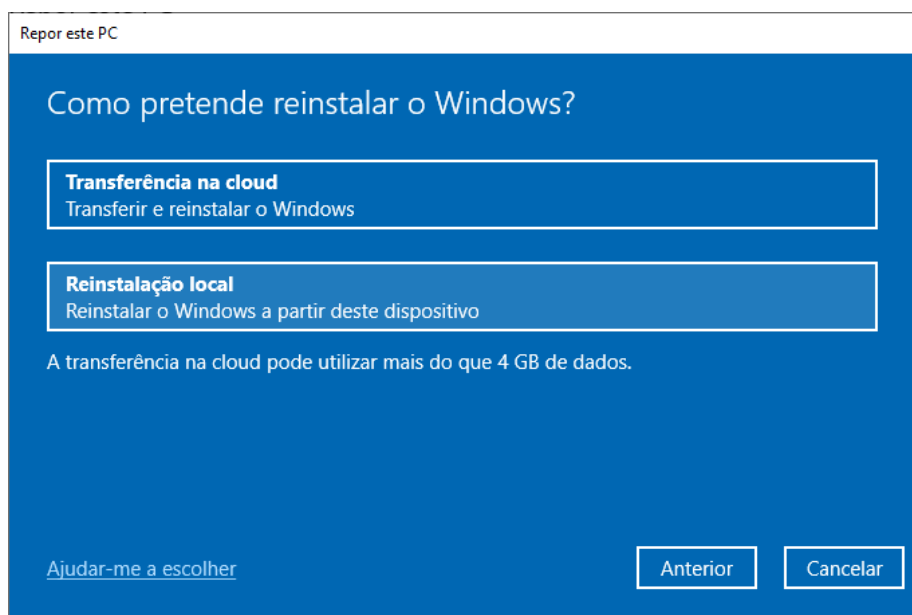 Repor este PC
Como pretende reinstalar o Windows?
Transferência na cloud
Transferir e reinstalar o Windows
Reinstalação local
Reinstalar o Windows a partir deste dispositivo
A transferência na cloud pode utilizar mais do que 4 GB de dados.
Ajudar-me a escolher
Anterior
Cancelar